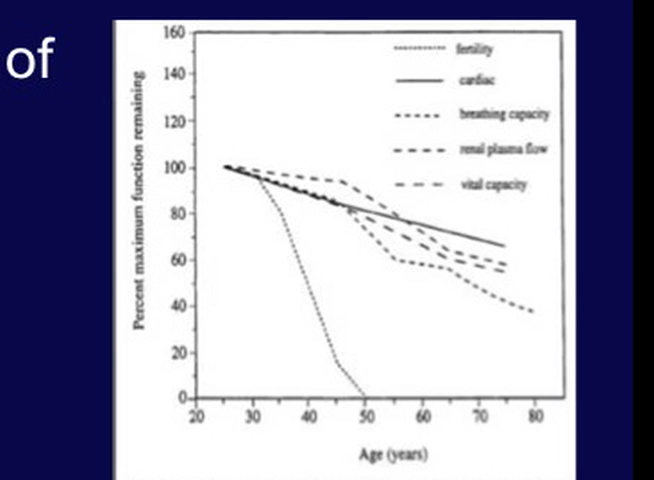 of
160
140
120
100
80
60
40
20
0
Percent maximum function remaining
fertility
cardiac
breathing capacity
renal plasma flow
vital capacity
20 30 40 50 60 70 80
Age (years)